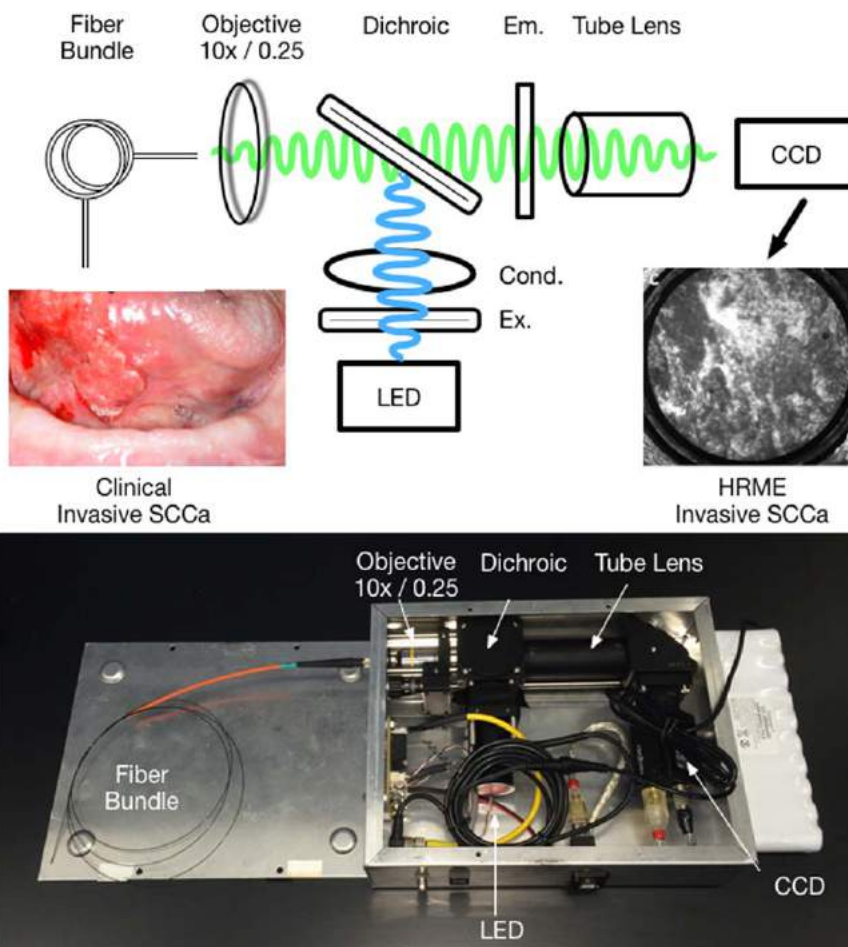 Fiber
Bundle
Objective
10x / 0.25
Dichroic
Em.
Tube Lens
CCD
Cond.
Ex.
LED
Clinical
Invasive SCCa
HRME
Invasive SCCa
Objective
10x / 0.25
Dichroic
Tube Lens
Fiber
Bundle
LED
CCD